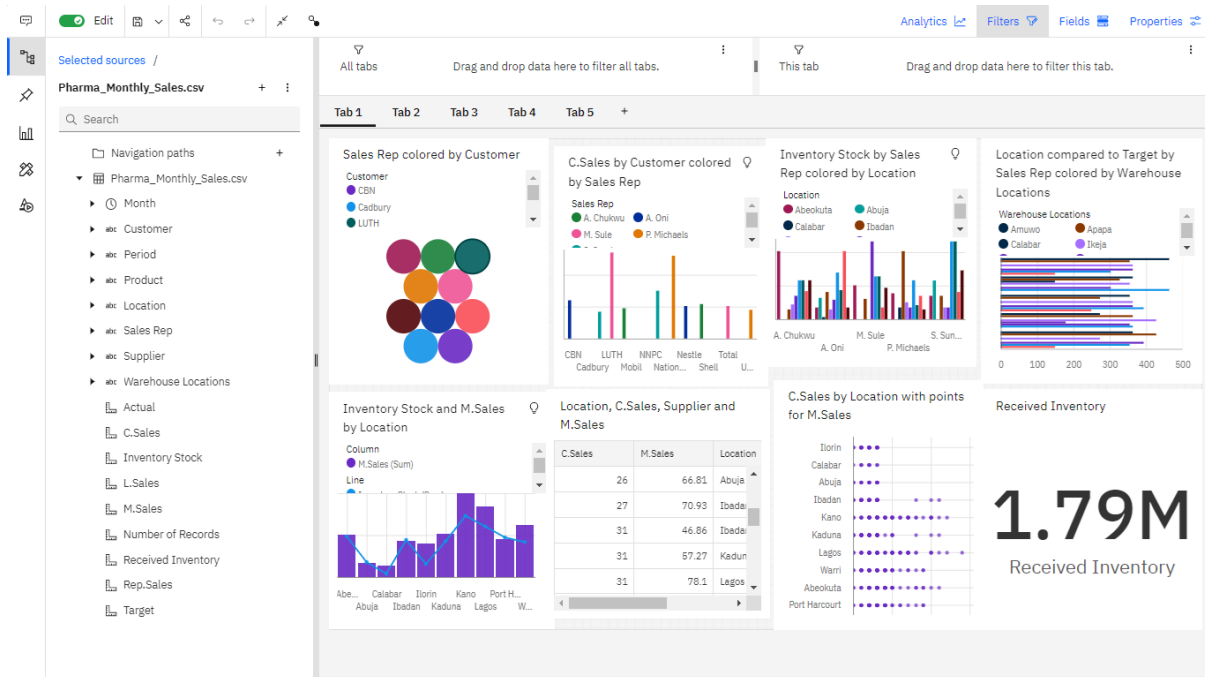 Edit
Analytics
Filters
Fields
Properties
Selected sources /
Pharma_Monthly_Sales.csv
Search
Navigation paths
Pharma_Monthly_Sales.csv
Month
abc Customer
abc Period
abc Product
abc Location
abc Sales Rep
abc Supplier
abc Warehouse Locations
Actual
C.Sales
Inventory Stock
L.Sales
M.Sales
Number of Records
Received Inventory
Rep.Sales
Target
All tabs
Drag and drop data here to filter all tabs.
This tab
Drag and drop data here to filter this tab.
Tab 1 Tab 2 Tab 3 Tab 4 Tab 5 +
Sales Rep colored by Customer
Customer
CBN
Cadbury
LUTH
C.Sales by Customer colored
by Sales Rep
Sales Rep
A. Chukwu A. Oni
M. Sule P. Michaels
CBN LUTH NNPC Nestle Total
Cadbury Mobil Nation... Shell U...
Inventory Stock by Sales
Rep colored by Location
Location
Abeokuta Abuja
Calabar Ibadan
A. Chukwu M. Sule S. Sun...
A. Oni P. Michaels
Location compared to Target by
Sales Rep colored by Warehouse
Locations
Warehouse Locations
Amuwo Apapa
Calabar Ikeja
0 100 200 300 400 500
Inventory Stock and M.Sales
by Location
Column
M.Sales (Sum)
Line
Abe... Calabar Ilorin Kano Port H...
Abuja Ibadan Kaduna Lagos W...
Location, C.Sales, Supplier and
M.Sales
C.Sales M.Sales Location
26 66.81 Abuja
27 70.93 Ibada
31 46.86 Ibada
31 57.27 Kadun
31 78.1 Lagos
C.Sales by Location with points
for M.Sales
Ilorin
Calabar
Abuja
Ibadan
Kano
Kaduna
Lagos
Warri
Abeokuta
Port Harcourt
Received Inventory
1.79M
Received Inventory